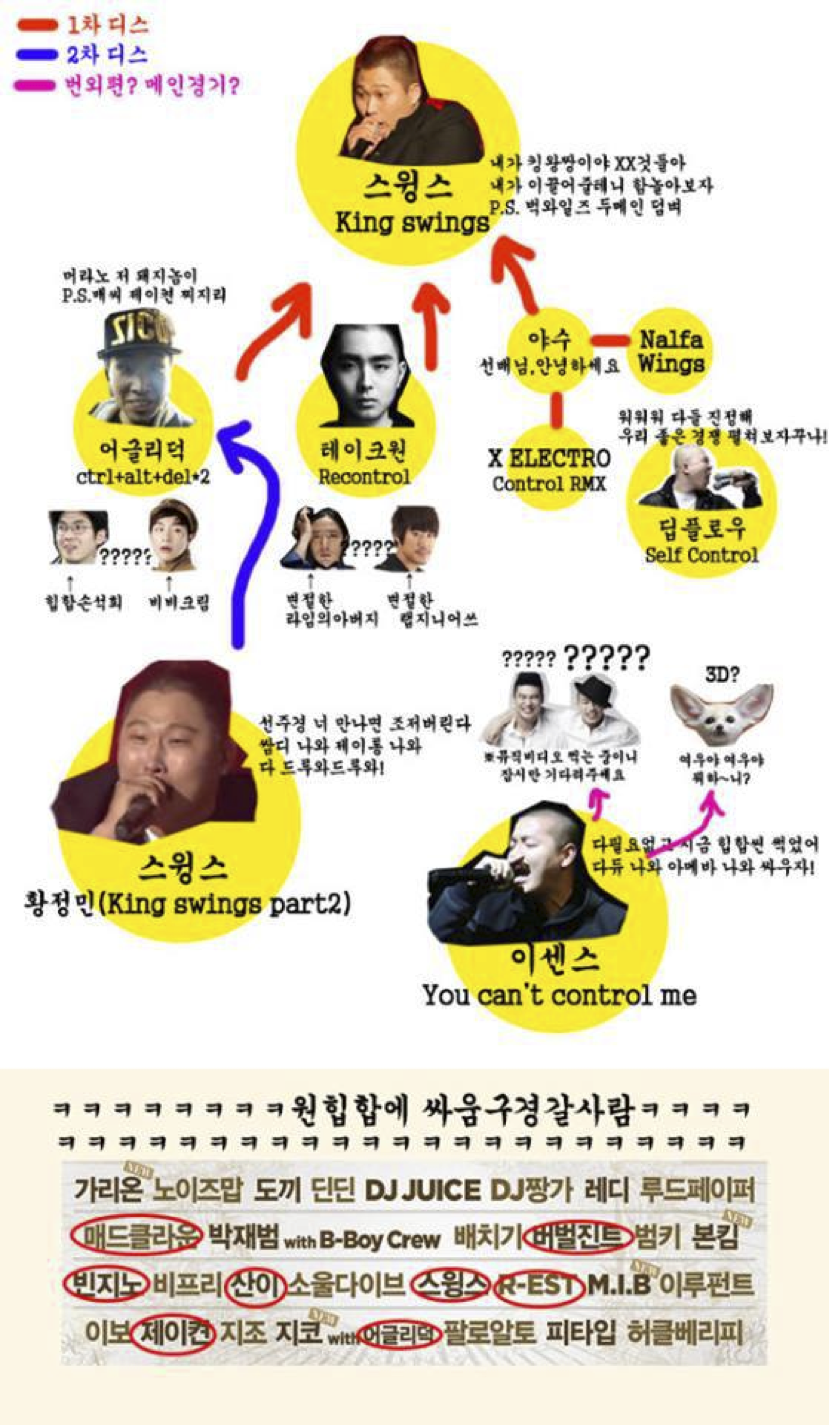 1차 디스
2차 디스
번외편? 메인경기?
스윙스
King swings
내가 킹왕짱이야 XX것들아
내가 이끌어줄테니 함놀아보자
P.S. 벅와일즈 두메인 덤벼
머라노 저 돼지놈이
P.S.매씨 제이켠 찌지리
어글리덕
ctrl+alt+del*2
테이크원
Recontrol
야수
선배님,안녕하세요
Nalfa
Wings
X ELECTRO
Control RMX
워워워 다들 진정해
우리 좋은 경쟁 펼쳐보자꾸나!
딥플로우
Self Control
?????
↑ ↑
힙합손석희 비비크림
????
↑ ↑
변절한 변절한
라임의아버지 랩지니어쓰
선주경 너 만나면 조저버린다
쌈디 나와 제이통 나와
다 드루와드루와!
스윙스
황정민(King swings part2)
????? ?????
※뮤직비디오 찍는 중이니
잠시만 기다려주세요
3D?
여우야 여우야
뭐하~니?
다필요없고 지금 힙합씬 썩었어
다듀 나와 아메바 나와 싸우자!
이센스
You can't control me
ㅋㅋㅋㅋㅋㅋㅋㅋ원힙합에 싸움구경갈사람ㅋㅋㅋㅋ
ㅋㅋㅋㅋㅋㅋㅋㅋㅋㅋㅋㅋㅋㅋㅋㅋㅋㅋㅋㅋㅋㅋㅋ
가리온 NEW 노이즈맙 도끼 딘딘 DJ JUICE DJ짱가 레디 루드페이퍼
매드클라운 박재범 with B-Boy Crew 배치기 버벌진트 범키 본킴 NEW
빈지노 비프리 산이 소울다이브 스윙스 R-EST M.I.B NEW 이루펀트
이보 제이켠 지조 지코 NEW with 어글리덕 팔로알토 피타입 허클베리피